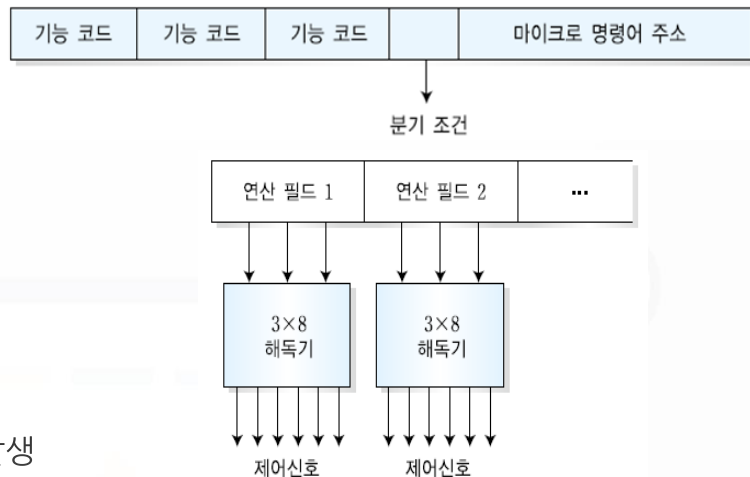 기능 코드 기능 코드 기능 코드 마이크로 명령어 주소
분기 조건
연산 필드 1 연산 필드 2 ...
3×8 3×8
해독기 해독기
생
제어신호 제어신호